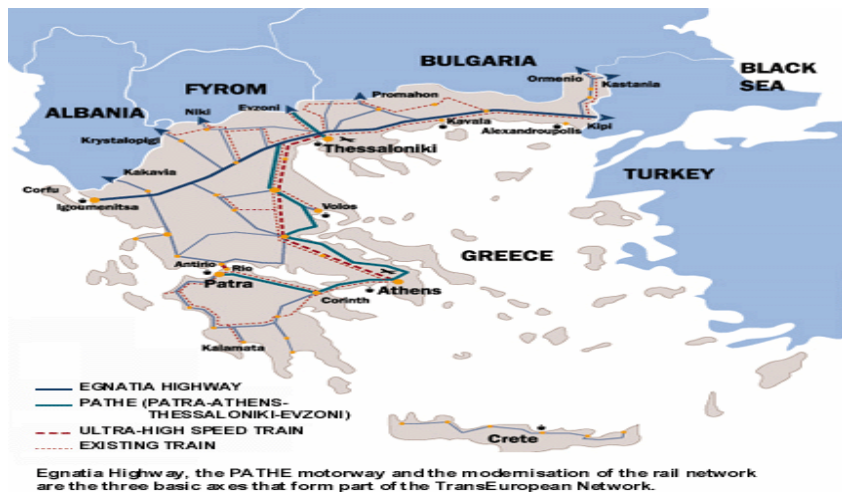 BULGARIA
BLACK
SEA
FYROM
ALBANIA
Ormenio
Kastania
Promahon
Evzoni
Niki
Krystalopigi
Kavala
Alexandroupolis
Kipi
Thessaloniki
Kakavia
TURKEY
Corfu
Igoumenitsa
Volos
GREECE
Antirio
Rio
Patra
Athens
Corinth
Kalamata
EGNATIA HIGHWAY
PATHE (PATRA-ATHENS-
THESSALONIKI-EVZONI)
ULTRA-HIGH SPEED TRAIN
EXISTING TRAIN
Crete
Egnatia Highway, the PATHE motorway and the modernisation of the rail network
are the three basic axes that form part of the TransEuropean Network.